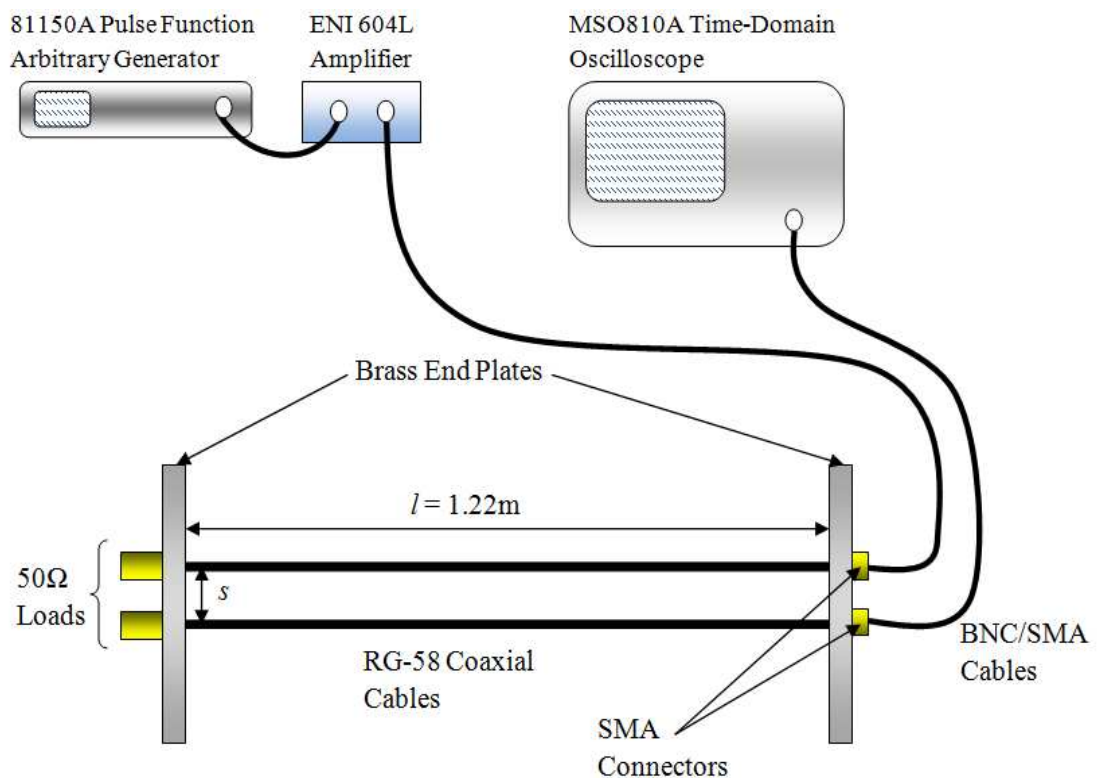 81150A Pulse Function
Arbitrary Generator
ENI 604L
Amplifier
MSO810A Time-Domain
Oscilloscope
Brass End Plates
l = 1.22m
50Ω
Loads
s
RG-58 Coaxial
Cables
BNC/SMA
Cables
SMA
Connectors